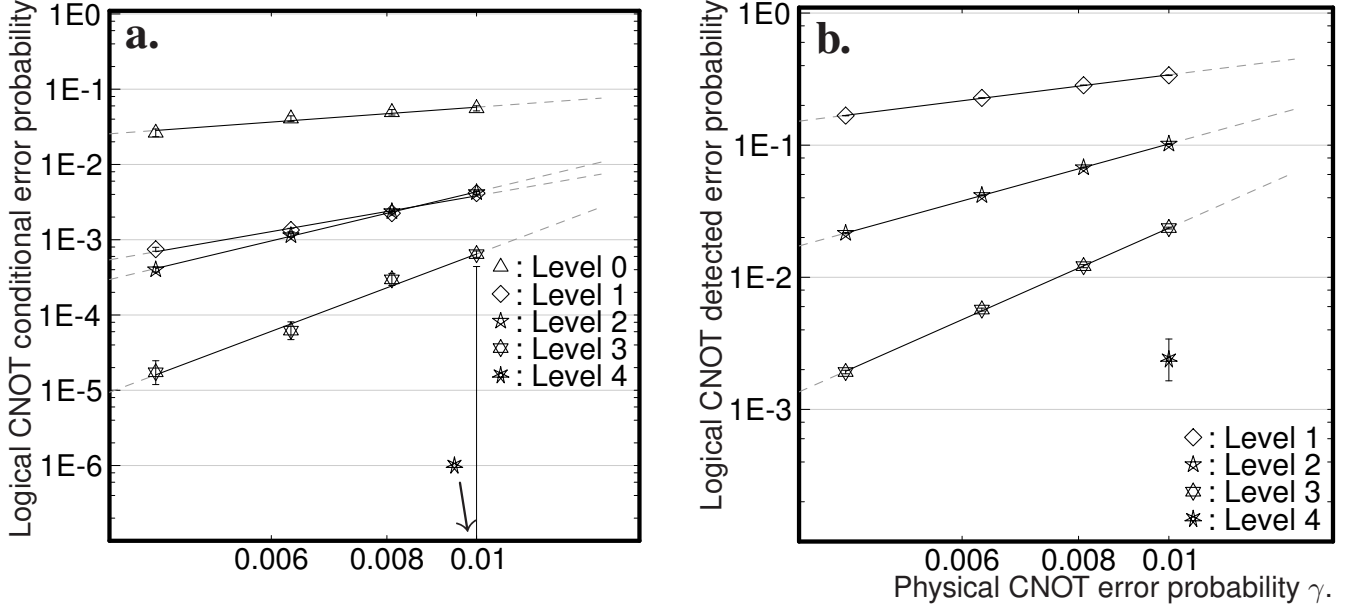 a.
Logical CNOT conditional error probability
1E0
1E-1
1E-2
1E-3
1E-4
1E-5
1E-6
: Level 0
: Level 1
: Level 2
: Level 3
: Level 4
0.006
0.008
0.01
b.
Logical CNOT detected error probability
1E0
1E-1
1E-2
1E-3
: Level 1
: Level 2
: Level 3
: Level 4
0.006
0.008
0.01
Physical CNOT error probability γ.